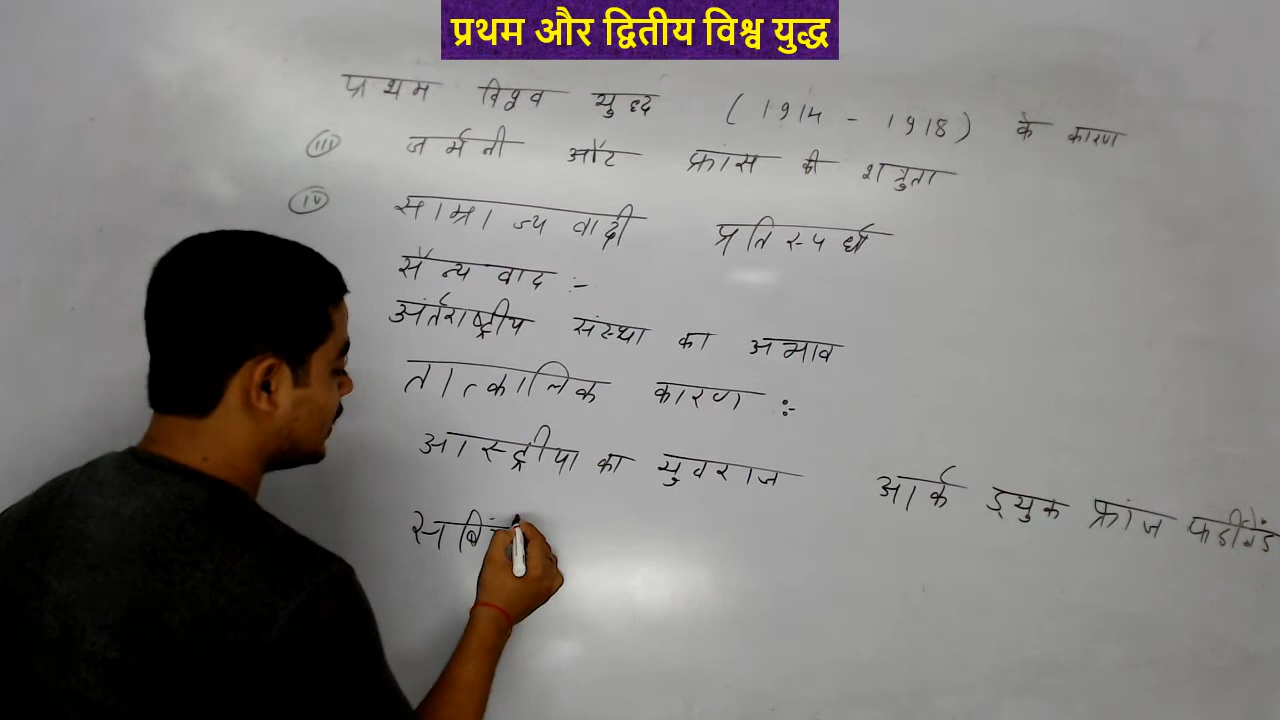 प्रथम और द्वितीय विश्व युद्ध
प्रथम विश्व युध्द (1914 - 1918) के कारण
(iii) जर्मनी और फ्रांस की शत्रुता
(iv) साम्राज्यवादी प्रतिस्पर्धा
सैन्यवाद :-
अंर्तराष्ट्रीय संस्था का अभाव
तात्कालिक कारण :-
आस्ट्रीया का युवराज आर्क ड्युक फ्रांज फर्डीनेंड